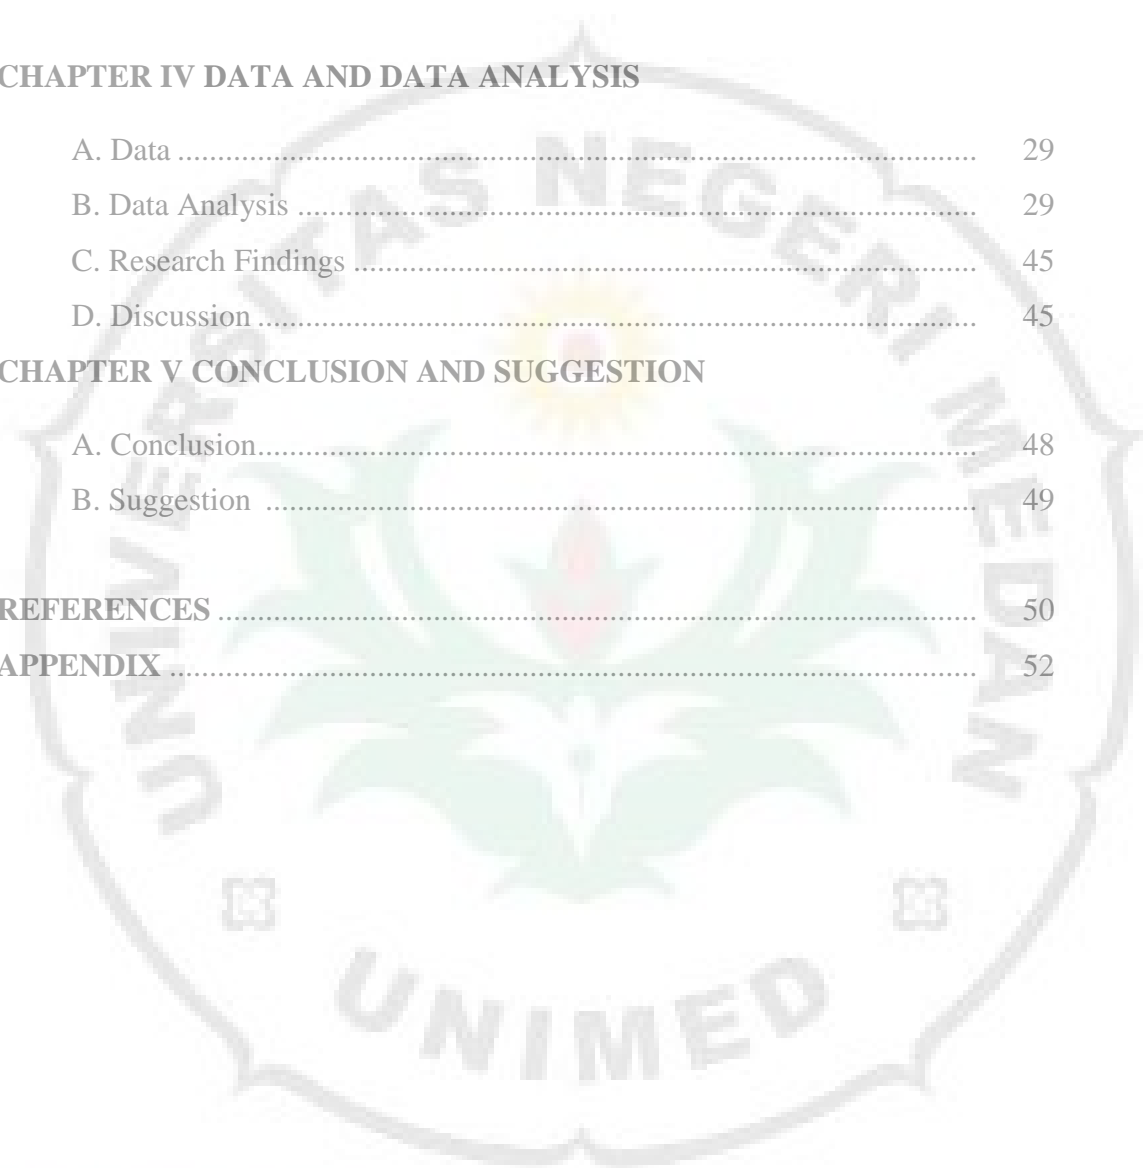 CHAPTER IV DATA AND DATA ANALYSIS
A. Data ........................................................................................................ 29
B. Data Analysis ........................................................................................ 29
C. Research Findings ................................................................................ 45
D. Discussion ............................................................................................. 45
CHAPTER V CONCLUSION AND SUGGESTION
A. Conclusion............................................................................................. 48
B. Suggestion ............................................................................................ 49
REFERENCES .............................................................................................. 50
APPENDIX .................................................................................................... 52
UNIVERSITAS NEGERI MEDAN
UNIMED